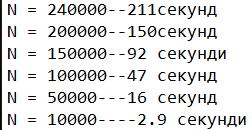 N = 240000--211секунд
N = 200000--150секунд
N = 150000--92 секунди
N = 100000--47 секунд
N = 50000---16 секунд
N = 10000----2.9 секунди